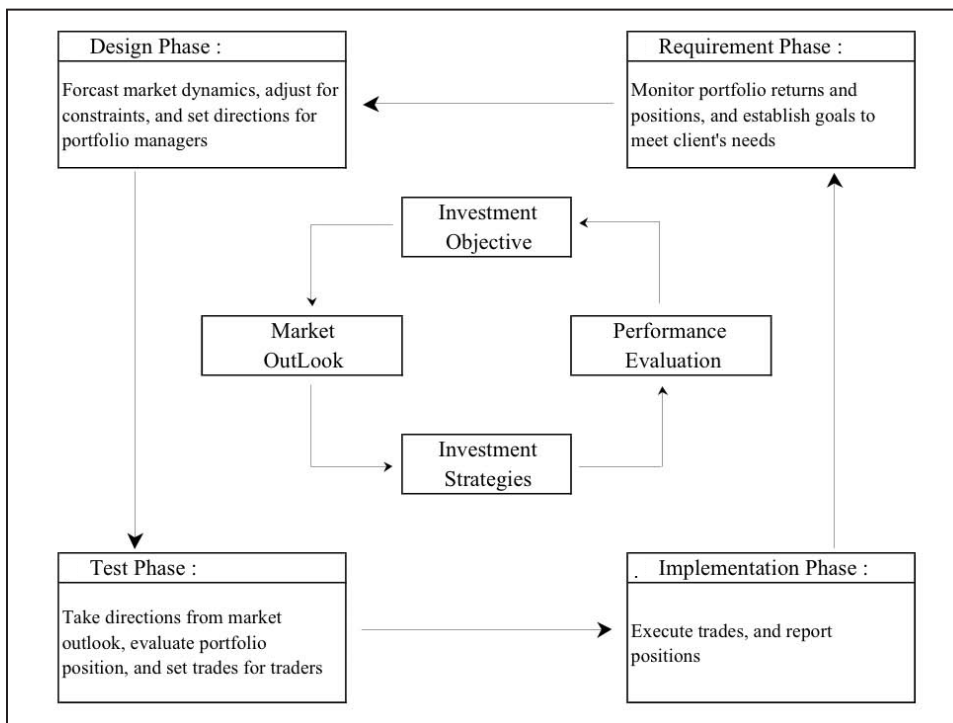 Design Phase :
Forcast market dynamics, adjust for
constraints, and set directions for
portfolio managers
Requirement Phase :
Monitor portfolio returns and
positions, and establish goals to
meet client's needs
Investment
Objective
Market
OutLook
Performance
Evaluation
Investment
Strategies
Test Phase :
Take directions from market
outlook, evaluate portfolio
position, and set trades for traders
. Implementation Phase :
Execute trades, and report
positions